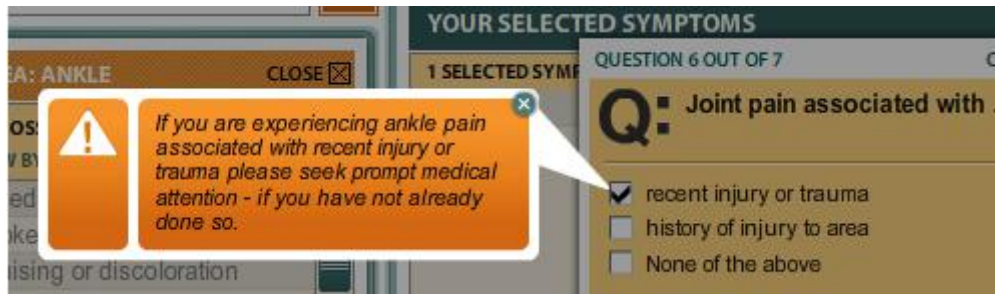 YOUR SELECTED SYMPTOMS
EA: ANKLE
CLOSE
1 SELECTED SYMP
QUESTION 6 OUT OF 7
Q: Joint pain associated with .
If you are experiencing ankle pain
associated with recent injury or
trauma please seek prompt medical
attention - if you have not already
done so.
recent injury or trauma
history of injury to area
None of the above
ising or discoloration